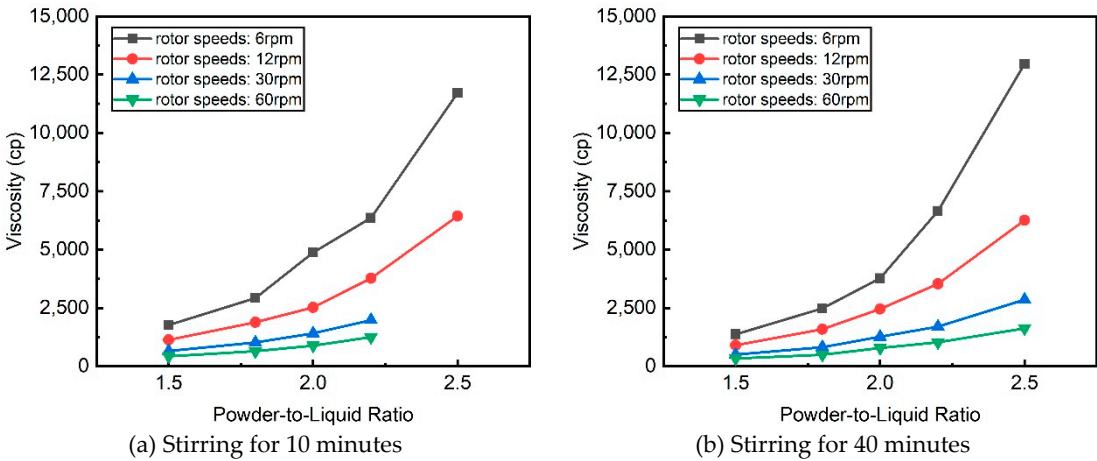 15,000
12,500
10,000
7,500
5,000
2,500
0
Viscosity (cp)
rotor speeds: 6rpm
rotor speeds: 12rpm
rotor speeds: 30rpm
rotor speeds: 60rpm
1.5
2.0
2.5
Powder-to-Liquid Ratio
(a) Stirring for 10 minutes
15,000
12,500
10,000
7,500
5,000
2,500
0
Viscosity (cp)
rotor speeds: 6rpm
rotor speeds: 12rpm
rotor speeds: 30rpm
rotor speeds: 60rpm
1.5
2.0
2.5
Powder-to-Liquid Ratio
(b) Stirring for 40 minutes